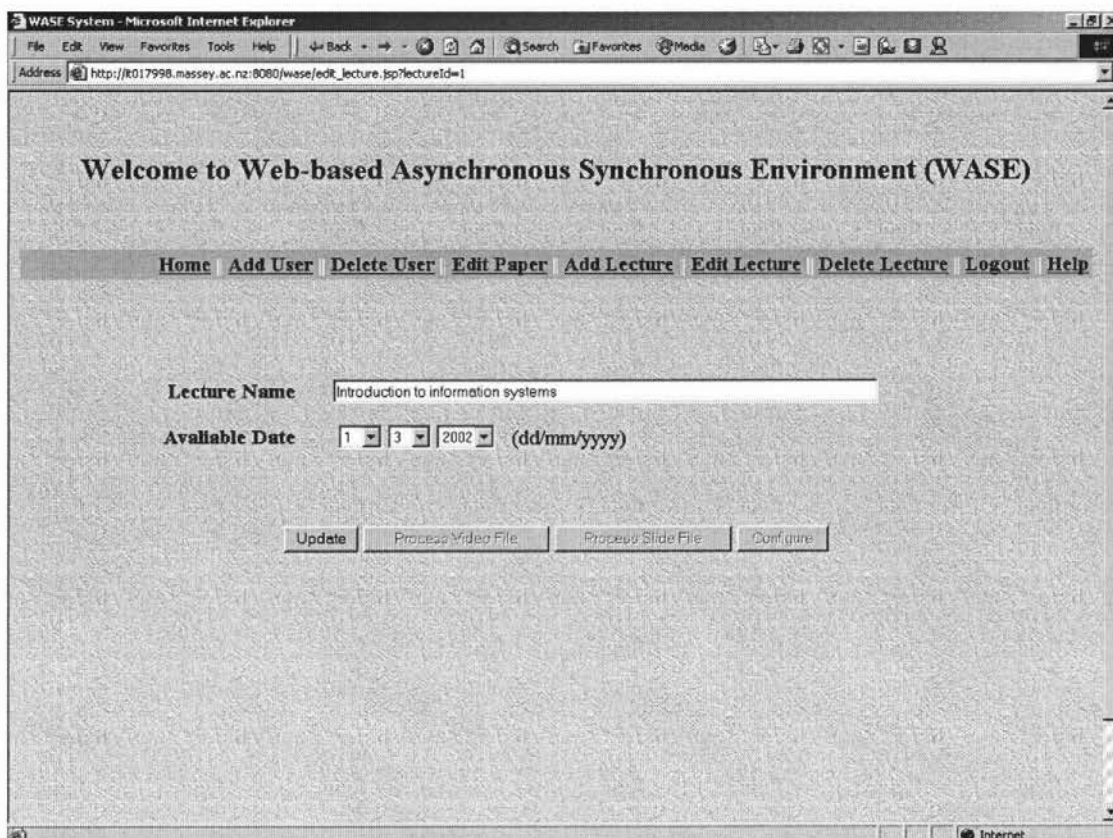 WASE System - Microsoft Internet Explorer
File Edit View Favorites Tools Help Back Search Favorites Media
Address http://it017998.massey.ac.nz:8080/wase/edit_lecture.jsp?lectureId=1
Welcome to Web-based Asynchronous Synchronous Environment (WASE)
Home Add User Delete User Edit Paper Add Lecture Edit Lecture Delete Lecture Logout Help
Lecture Name Introduction to information systems
Avaliable Date 1 3 2002 (dd/mm/yyyy)
Update Process Video File Process Slide File Configure
Internet